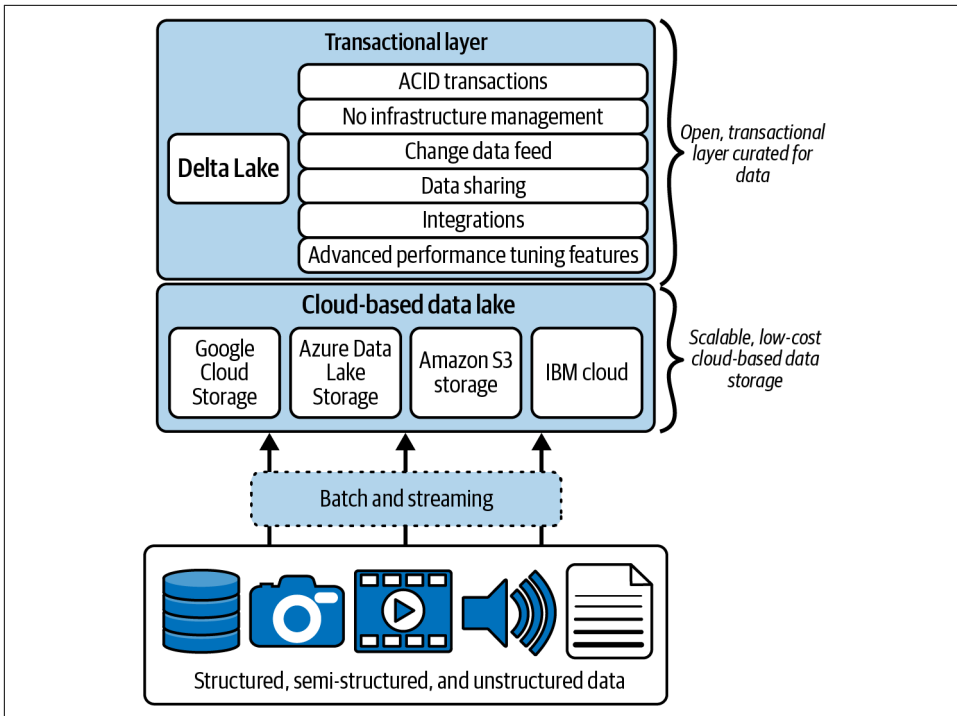 Transactional layer
ACID transactions
No infrastructure management
Change data feed
Delta Lake
Data sharing
Integrations
Advanced performance tuning features
Open, transactional
layer curated for
data
Cloud-based data lake
Google
Cloud
Storage
Azure Data
Lake
Storage
Amazon S3
storage
IBM cloud
Scalable, low-cost
cloud-based data
storage
Batch and streaming
Structured, semi-structured, and unstructured data